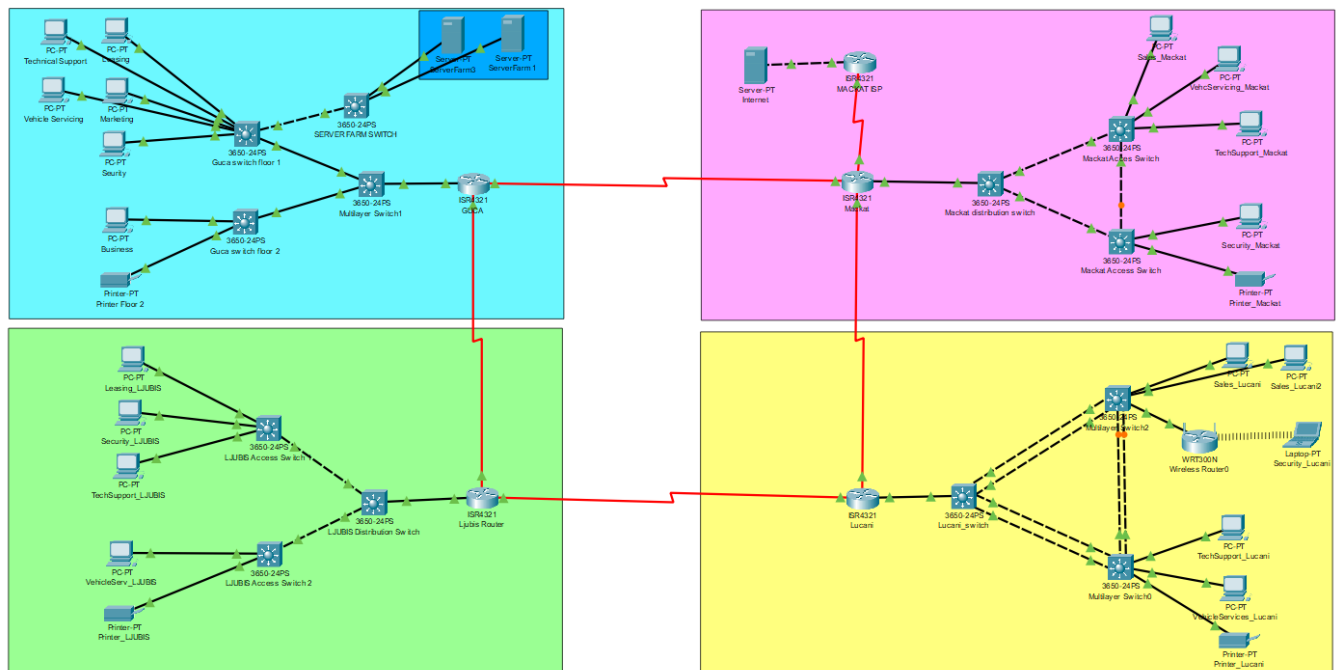 PC-PT
Technical Support
PC-PT
Leasing
PC-PT
Vehicle Servicing
PC-PT
Marketing
PC-PT
Seurity
3650-24PS
Guca switch floor 1
Server-PT
ServerFarm0
Server-PT
ServerFarm 1
3650-24PS
SERVER FARM SWITCH
3650-24PS
Multilayer Switch1
ISR4321
GUCA
PC-PT
Business
3650-24PS
Guca switch floor 2
Printer-PT
Printer Floor 2
Server-PT
Internet
ISR4321
MACKAT ISP
ISR4321
Mackat
3650-24PS
Mackat distribution switch
PC-PT
Sales_Mackat
PC-PT
VehcServicing_Mackat
3650-24PS
Mackat Access Switch
PC-PT
TechSupport_Mackat
3650-24PS
Mackat Access Switch
PC-PT
Security_Mackat
Printer-PT
Printer_Mackat
PC-PT
Leasing_LJUBIS
PC-PT
Security_LJUBIS
PC-PT
TechSupport_LJUBIS
3650-24PS
LJUBIS Access Switch
3650-24PS
LJUBIS Distribution Switch
ISR4321
Ljubis Router
PC-PT
VehicleServ_LJUBIS
3650-24PS
LJUBIS Access Switch 2
Printer-PT
Printer_LJUBIS
ISR4321
Lucani
3650-24PS
Lucani_switch
3650-24PS
Multilayer Switch2
PC-PT
Sales_Lucani
PC-PT
Sales_Lucani2
WRT300N
Wireless Router0
Laptop-PT
Security_Lucani
3650-24PS
Multilayer Switch0
PC-PT
TechSupport_Lucani
PC-PT
VehicleServices_Lucani
Printer-PT
Printer_Lucani